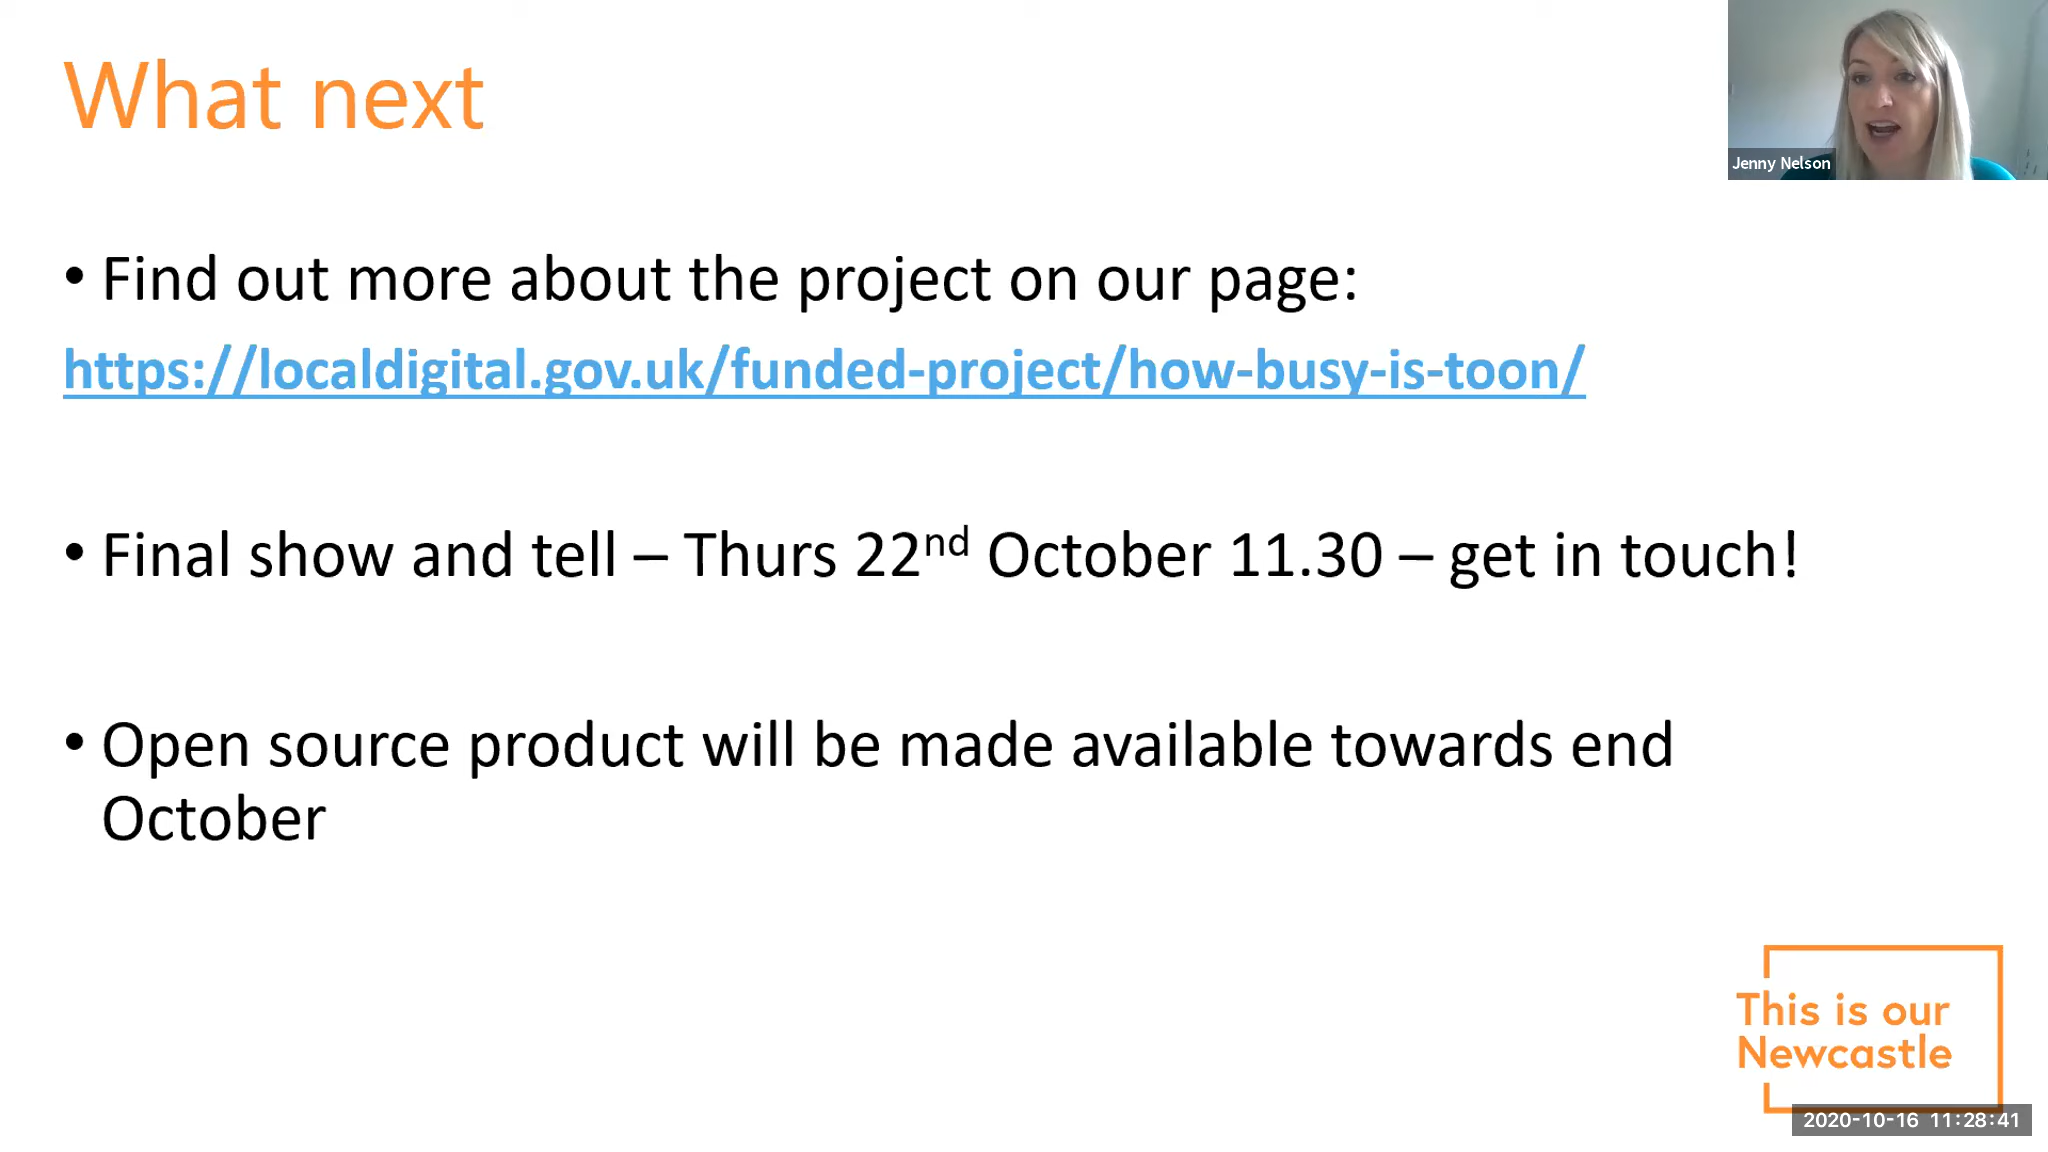 What next
Jenny Nelson
• Find out more about the project on our page:
https://localdigital.gov.uk/funded-project/how-busy-is-toon/
• Final show and tell – Thurs 22nd October 11.30 – get in touch!
• Open source product will be made available towards end
October
This is our
Newcastle
2020-10-16 11:28:41